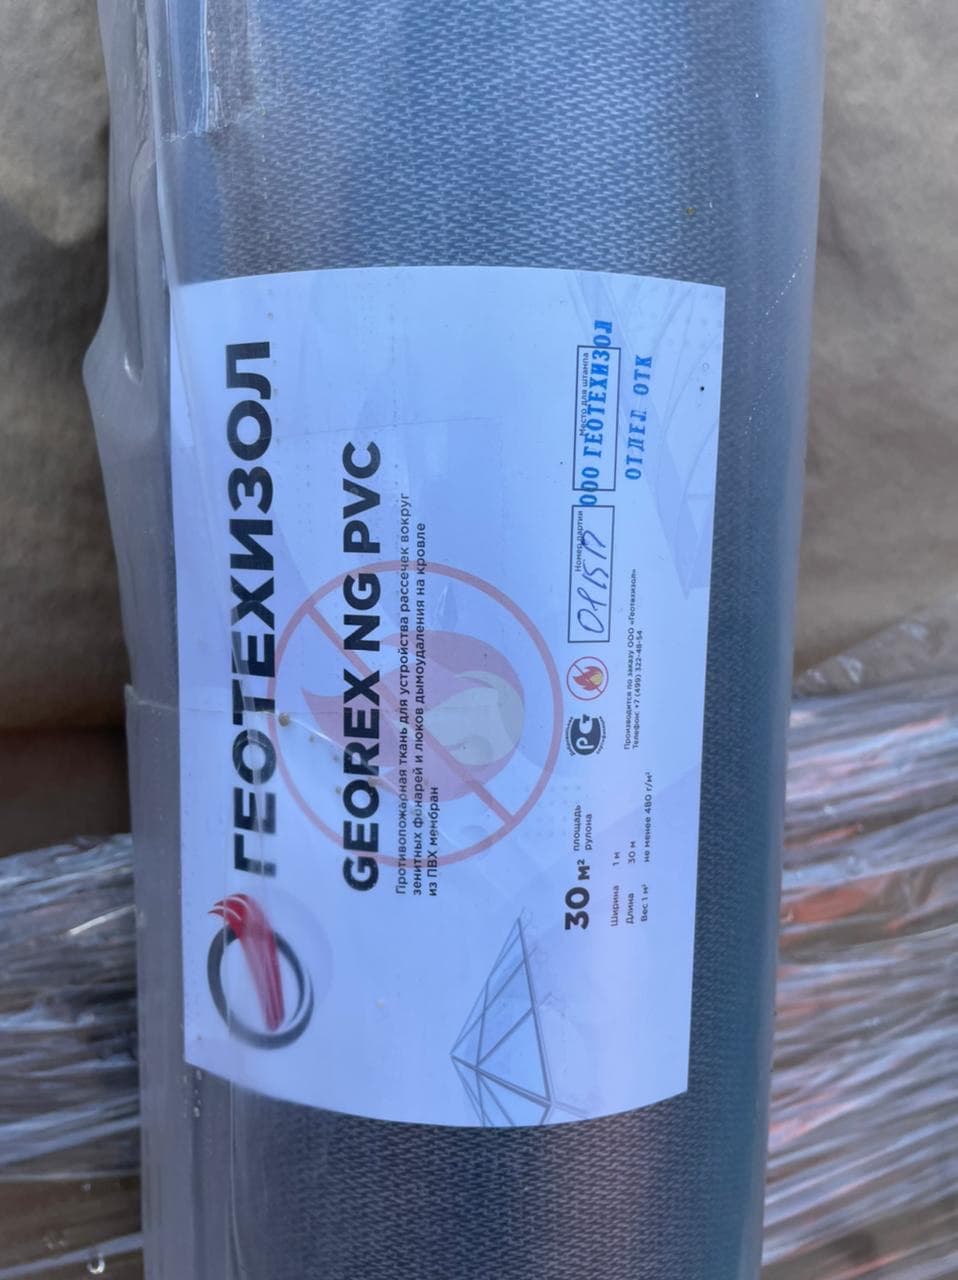 ГЕОТЕХИЗОЛ
GEOREX NG PVC
Противопожарная ткань для устройства рассечек вокруг
зенитных фонарей и люков дымоудаления на кровле
из ПВХ мембран
30 м² площадь
рулона
Ширина 1 м
Длина 30 м
Вес 1 м² не менее 480 г/м²
РС
Номер партии
Место для штампа
ООО ГЕОТЕХИЗОЛ
ОТДЕЛ ОТК
Производится по заказу ООО «Геотехизол»
Телефон: +7 (499) 322-48-54